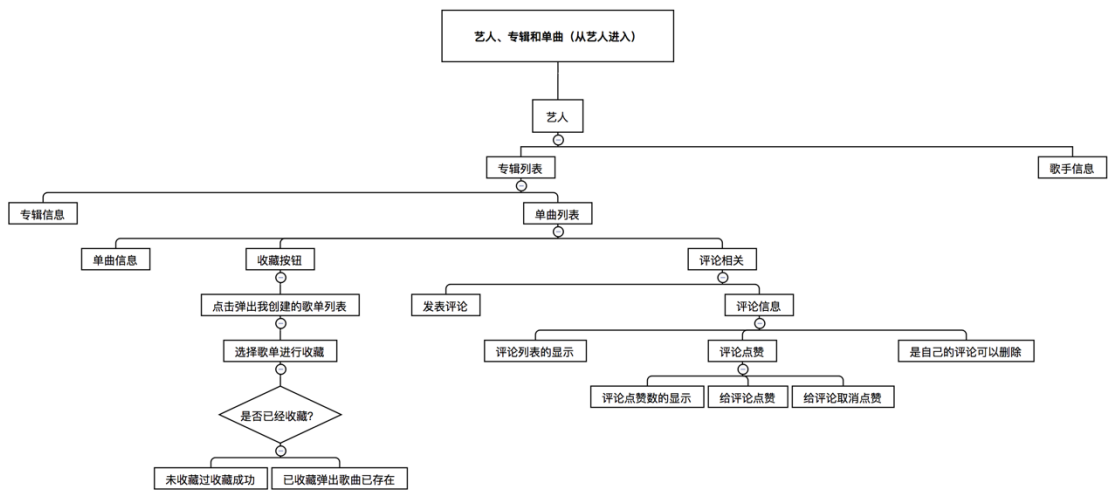 艺人、专辑和单曲（从艺人进入）
艺人
专辑列表
歌手信息
专辑信息
单曲列表
单曲信息
收藏按钮
评论相关
点击弹出我创建的歌单列表
发表评论
评论信息
选择歌单进行收藏
评论列表的显示
评论点赞
是自己的评论可以删除
评论点赞数的显示
给评论点赞
给评论取消点赞
是否已经收藏?
未收藏过收藏成功
已收藏弹出歌曲已存在